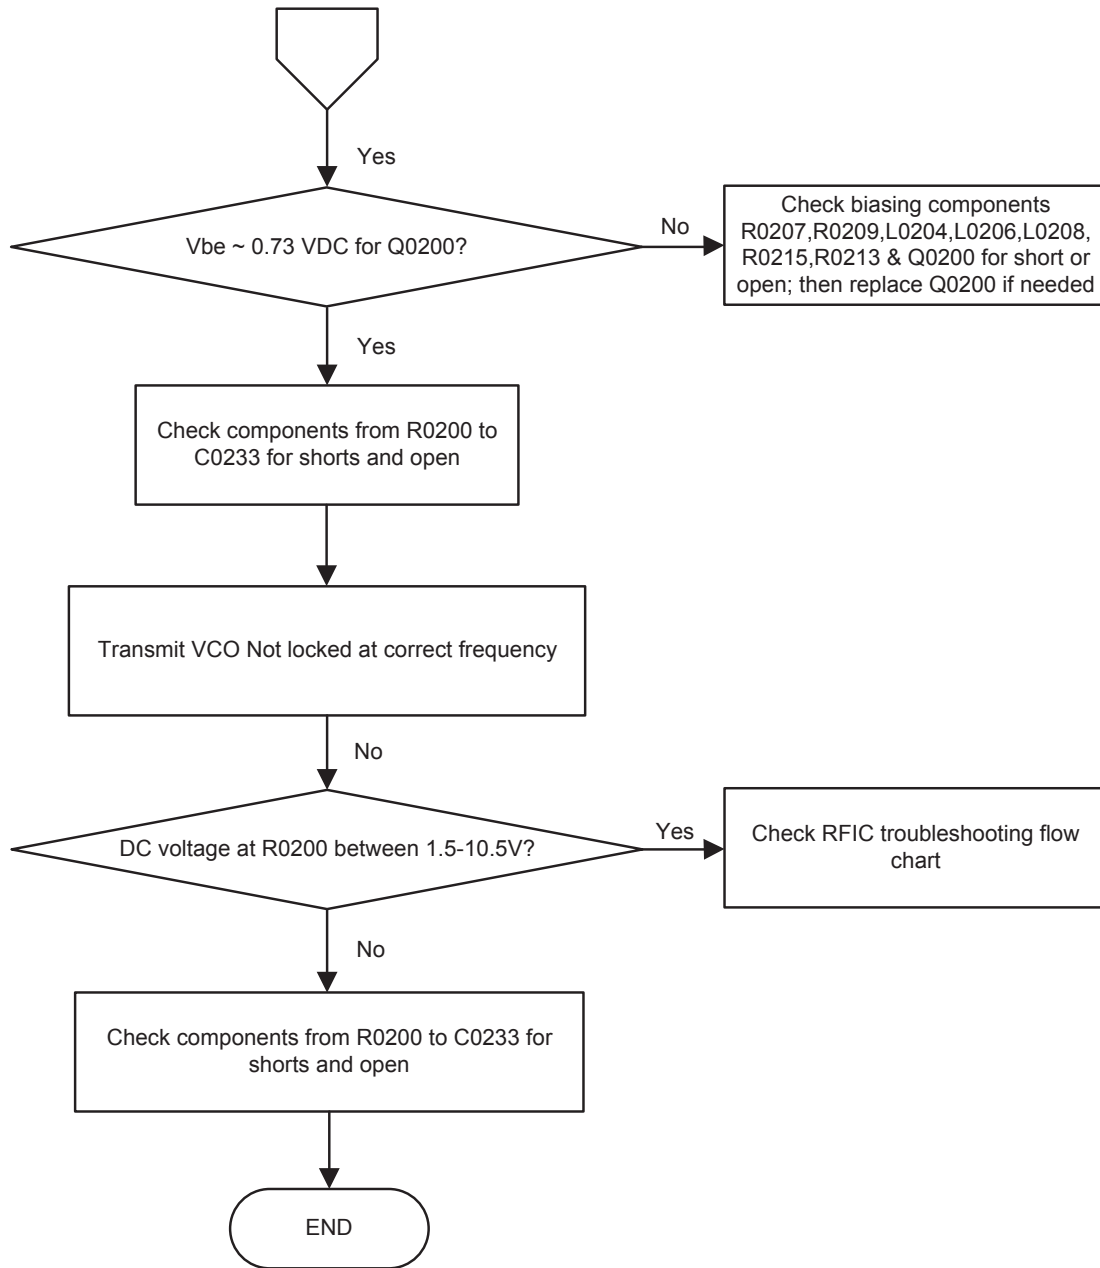 Yes
Vbe ~ 0.73 VDC for Q0200?
No
Check biasing components
R0207,R0209,L0204,L0206,L0208,
R0215,R0213 & Q0200 for short or
open; then replace Q0200 if needed
Yes
Check components from R0200 to
C0233 for shorts and open
Transmit VCO Not locked at correct frequency
No
DC voltage at R0200 between 1.5-10.5V?
Yes
Check RFIC troubleshooting flow
chart
No
Check components from R0200 to C0233 for
shorts and open
END